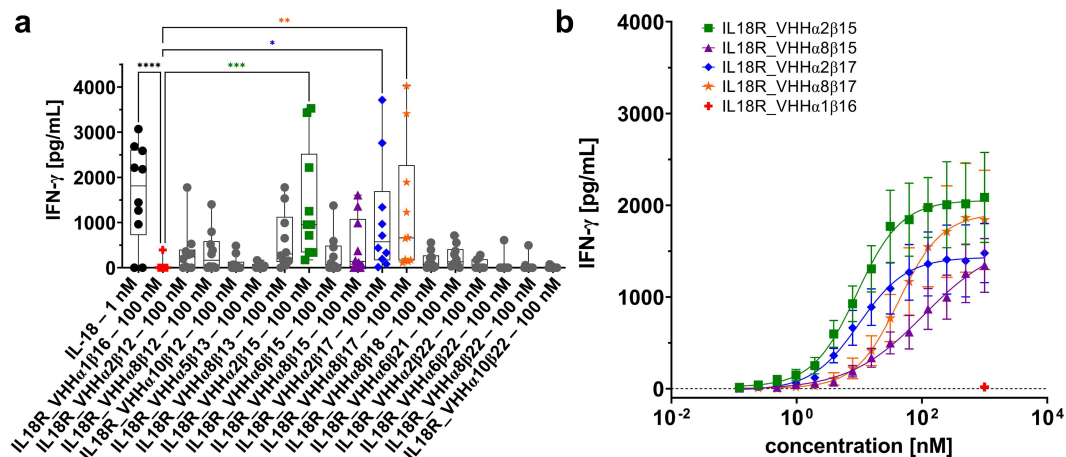 a
**
*
****
***
IFN-γ [pg/mL]
4000
3000
2000
1000
0
IL-18 – 1 nM
IL18R_VHHα1β16 – 100 nM
IL18R_VHHα2β12 – 100 nM
IL18R_VHHα8β12 – 100 nM
IL18R_VHHα10β12 – 100 nM
IL18R_VHHα5β13 – 100 nM
IL18R_VHHα8β13 – 100 nM
IL18R_VHHα2β15 – 100 nM
IL18R_VHHα6β15 – 100 nM
IL18R_VHHα8β15 – 100 nM
IL18R_VHHα2β17 – 100 nM
IL18R_VHHα8β17 – 100 nM
IL18R_VHHα8β18 – 100 nM
IL18R_VHHα6β21 – 100 nM
IL18R_VHHα2β22 – 100 nM
IL18R_VHHα6β22 – 100 nM
IL18R_VHHα8β22 – 100 nM
IL18R_VHHα10β22 – 100 nM
b
IL18R_VHHα2β15
IL18R_VHHα8β15
IL18R_VHHα2β17
IL18R_VHHα8β17
IL18R_VHHα1β16
IFN-γ [pg/mL]
4000
3000
2000
1000
0
10⁻² 10⁰ 10² 10⁴
concentration [nM]